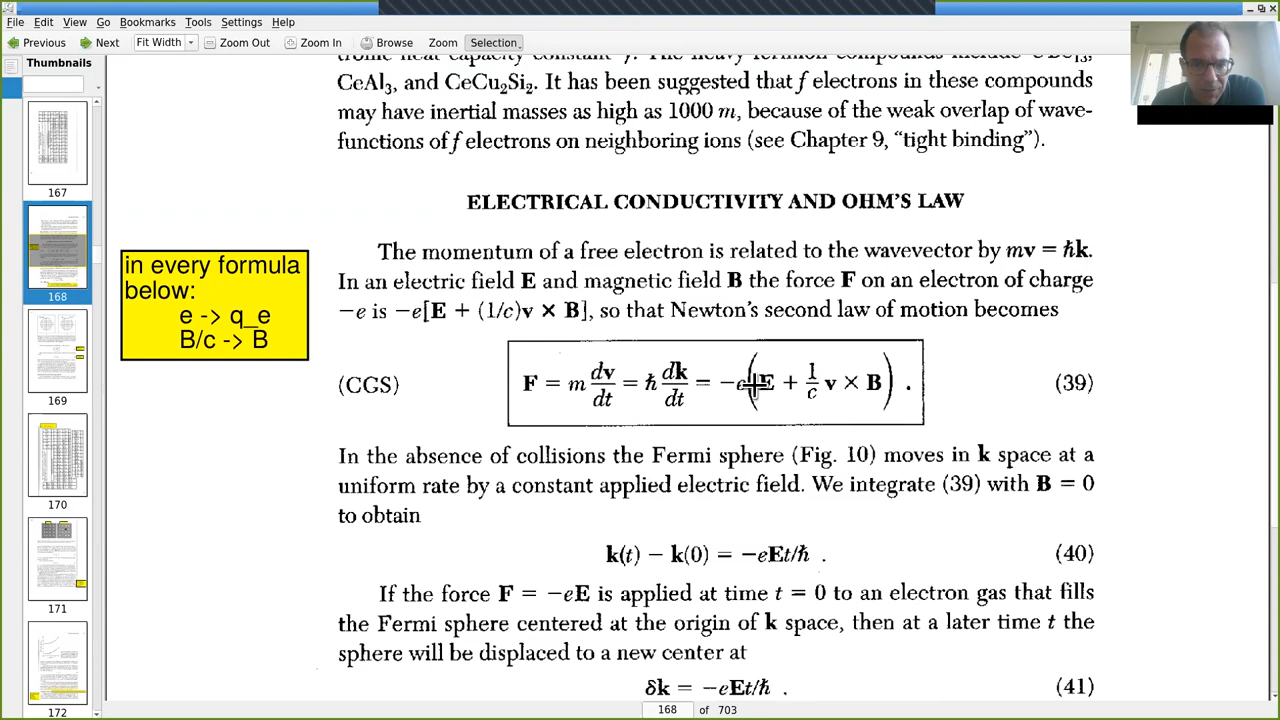 File Edit View Go Bookmarks Tools Settings Help
Previous Next Fit Width Zoom Out Zoom In Browse Zoom Selection
Thumbnails
167
168
169
170
171
172
in every formula
below:
e -> q_e
B/c -> B
CeAl₃, and CeCu₂Si₂. It has been suggested that f electrons in these compounds
may have inertial masses as high as 1000 m, because of the weak overlap of wave-
functions of f electrons on neighboring ions (see Chapter 9, “tight binding”).
ELECTRICAL CONDUCTIVITY AND OHM'S LAW
The momentum of a free electron is related to the wavevector by mv = ħk.
In an electric field E and magnetic field B the force F on an electron of charge
−e is −e[E + (1/c)v × B], so that Newton's second law of motion becomes
(CGS) F = m dv/dt = ħ dk/dt = −e(E + 1/c v × B) . (39)
In the absence of collisions the Fermi sphere (Fig. 10) moves in k space at a
uniform rate by a constant applied electric field. We integrate (39) with B = 0
to obtain
k(t) − k(0) = −eEt/ħ . (40)
If the force F = −eE is applied at time t = 0 to an electron gas that fills
the Fermi sphere centered at the origin of k space, then at a later time t the
sphere will be displaced to a new center at
δk = −eEt/ħ . (41)
168 of 703